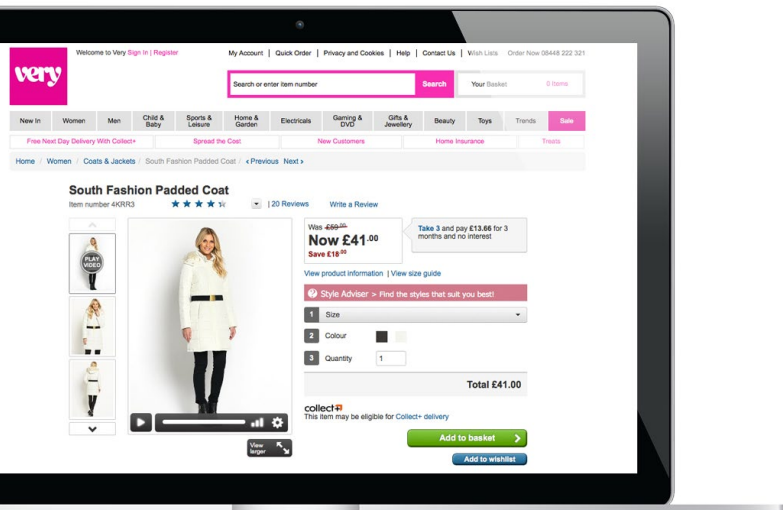 Welcome to Very Sign In | Register
My Account | Quick Order | Privacy and Cookies | Help | Contact Us | Wish Lists Order Now 08448 222 321
very
Search or enter item number Search Your Basket 0 Items
New In Women Men Child & Baby Sports & Leisure Home & Garden Electricals Gaming & DVD Gifts & Jewellery Beauty Toys Trends Sale
Free Next Day Delivery With Collect+ Spread the Cost New Customers Home Insurance Treats
Home / Women / Coats & Jackets / South Fashion Padded Coat / ‹ Previous Next ›
South Fashion Padded Coat
Item number 4KRR3 | 20 Reviews Write a Review
PLAY VIDEO
Was £59.00
Now £41.00
Save £18.00
Take 3 and pay £13.66 for 3
months and no interest
View product information | View size guide
? Style Adviser > Find the styles that suit you best!
1 Size
2 Colour
3 Quantity 1
Total £41.00
collect+
This item may be eligible for Collect+ delivery
View larger
Add to basket
Add to wishlist